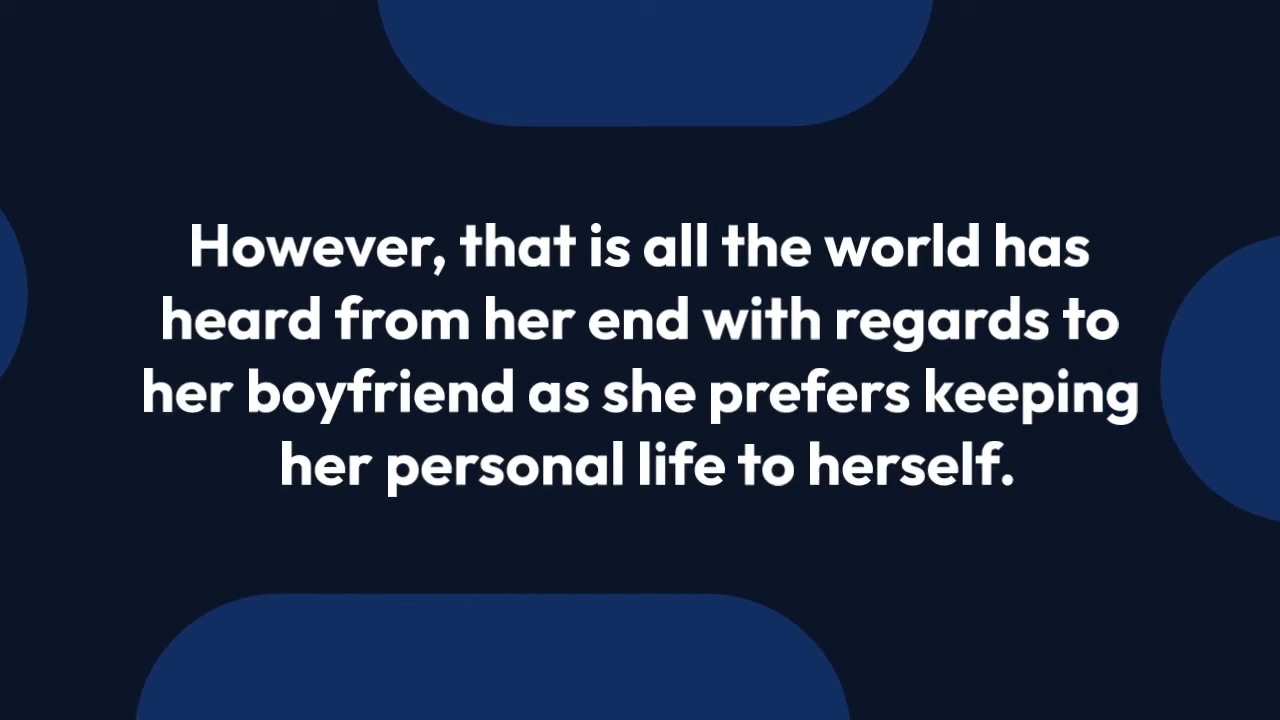 However, that is all the world has
heard from her end with regards to
her boyfriend as she prefers keeping
her personal life to herself.